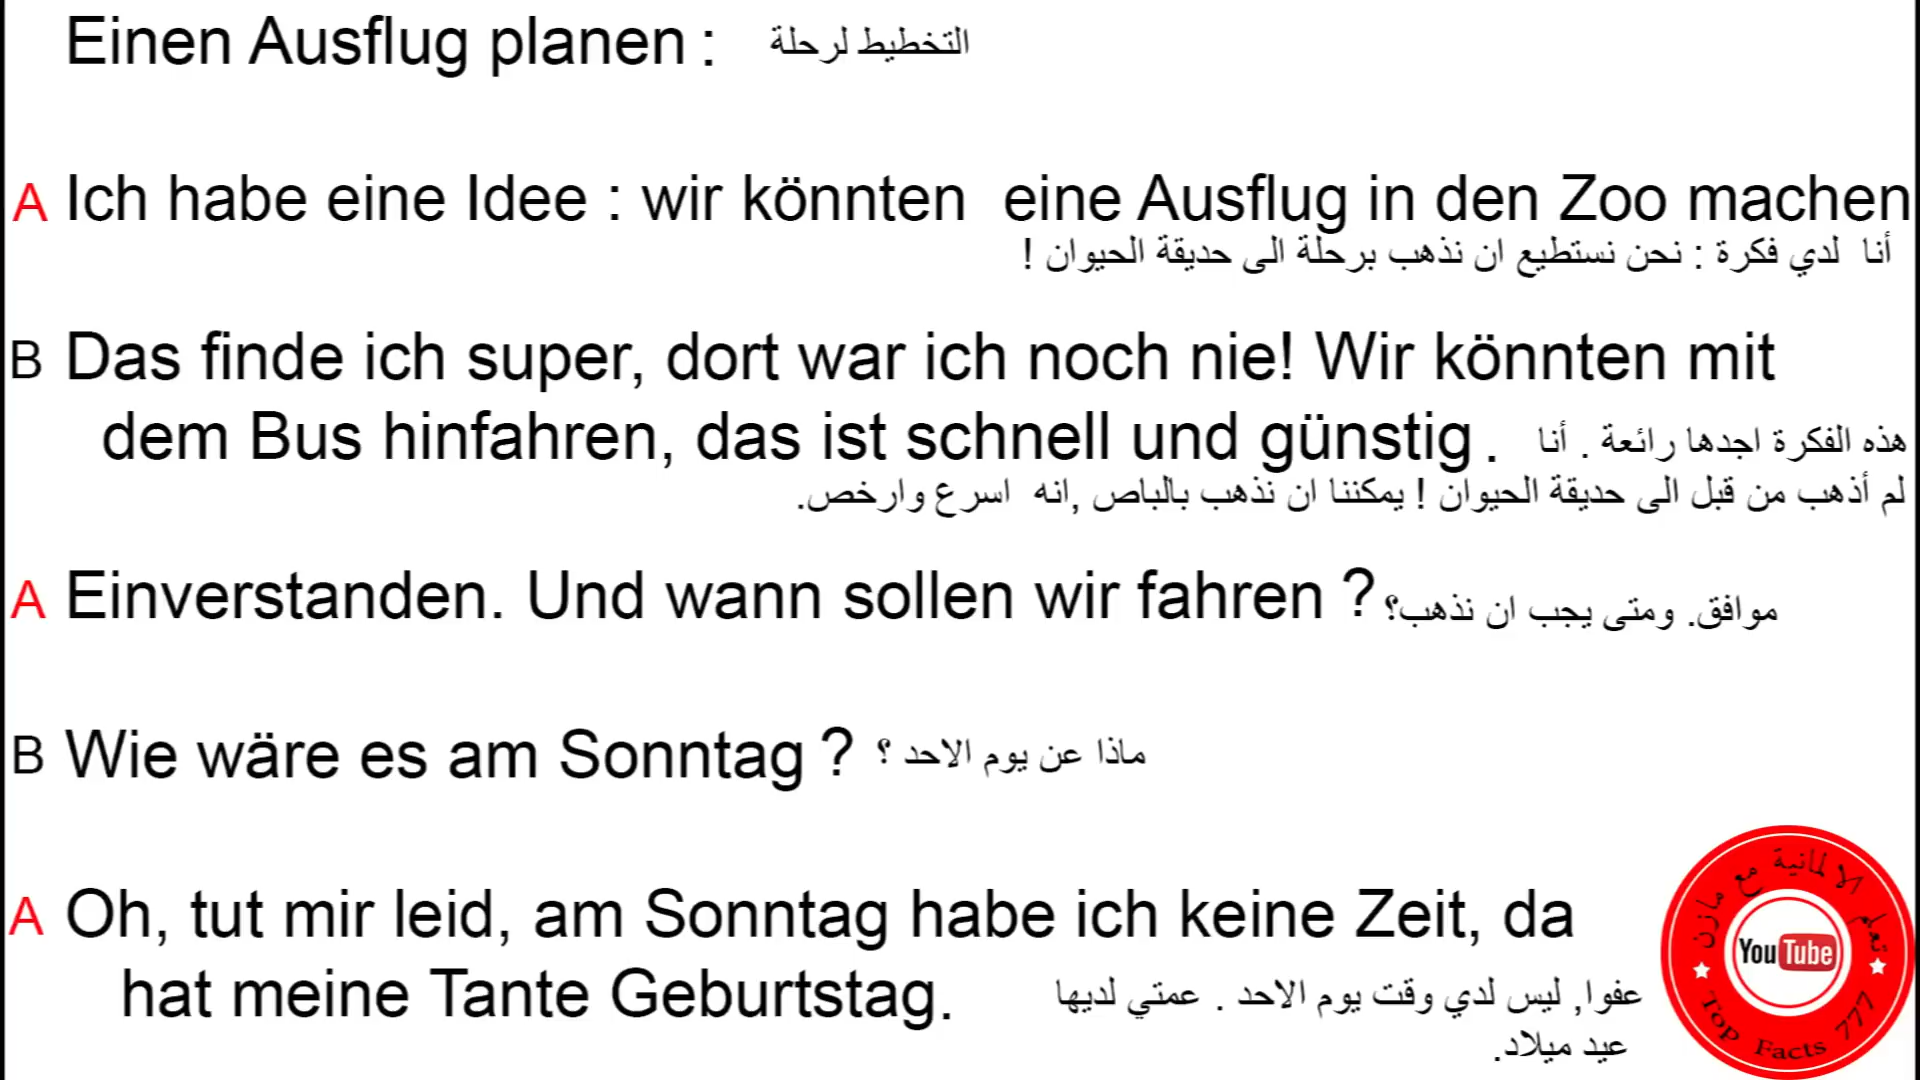 Einen Ausflug planen : التخطيط لرحلة
A Ich habe eine Idee : wir könnten eine Ausflug in den Zoo machen
أنا لدي فكرة : نحن نستطيع ان نذهب برحلة الى حديقة الحيوان !
B Das finde ich super, dort war ich noch nie! Wir könnten mit
dem Bus hinfahren, das ist schnell und günstig . هذه الفكرة اجدها رائعة . أنا
لم أذهب من قبل الى حديقة الحيوان ! يمكننا ان نذهب بالباص ,انه اسرع وارخص.
A Einverstanden. Und wann sollen wir fahren ? موافق. ومتى يجب ان نذهب؟
B Wie wäre es am Sonntag ? ماذا عن يوم الاحد ؟
A Oh, tut mir leid, am Sonntag habe ich keine Zeit, da
hat meine Tante Geburtstag. عفوا, ليس لدي وقت يوم الاحد . عمتي لديها
عيد ميلاد.
تعلم الالمانية مع مازن
YouTube
Top Facts 777